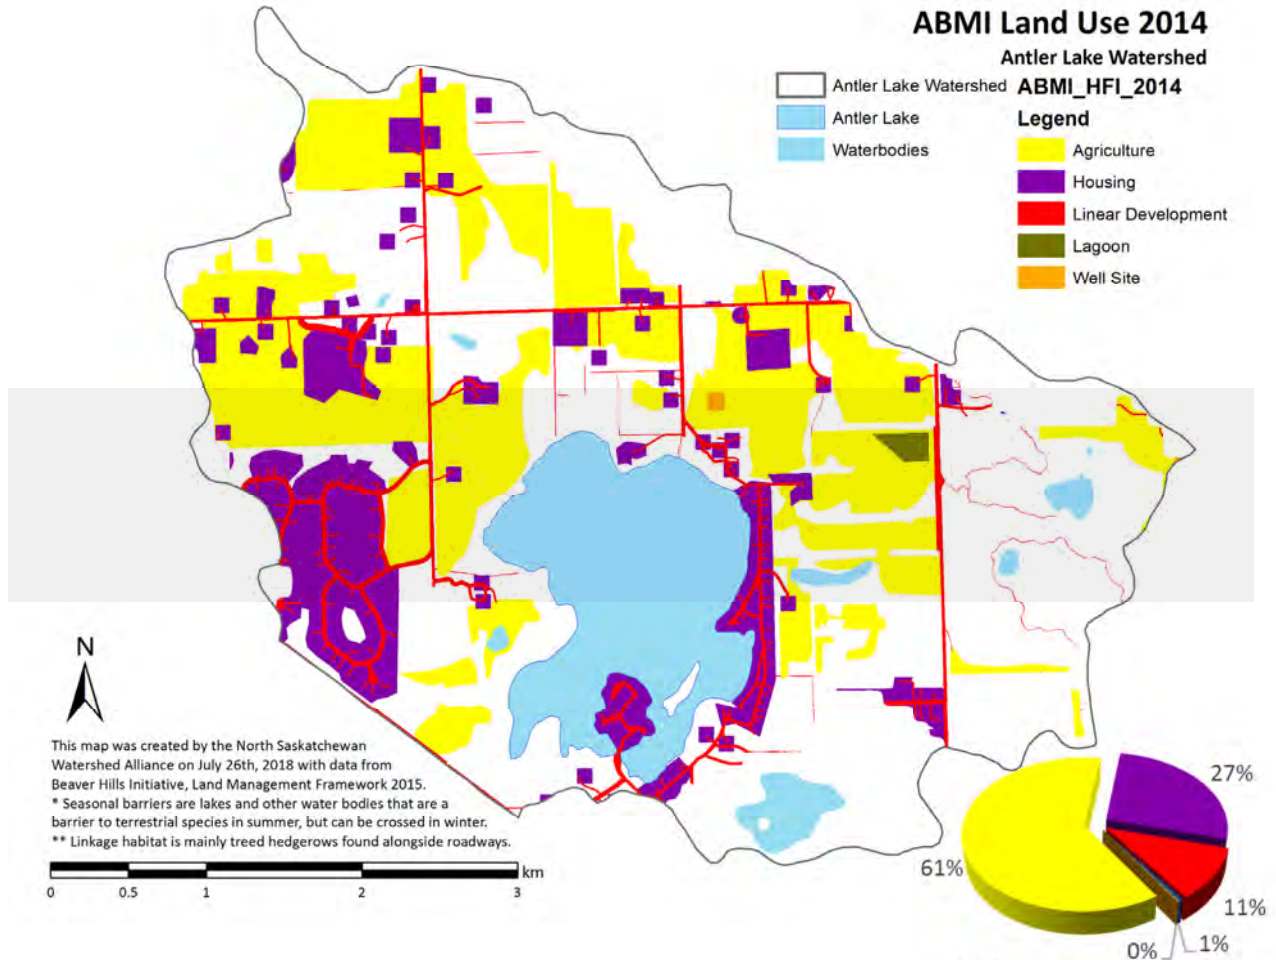 ABMI Land Use 2014
Antler Lake Watershed
Antler Lake Watershed
Antler Lake
Waterbodies
ABMI_HFI_2014
Legend
Agriculture
Housing
Linear Development
Lagoon
Well Site
N
This map was created by the North Saskatchewan
Watershed Alliance on July 26th, 2018 with data from
Beaver Hills Initiative, Land Management Framework 2015.
* Seasonal barriers are lakes and other water bodies that are a
barrier to terrestrial species in summer, but can be crossed in winter.
** Linkage habitat is mainly treed hedgerows found alongside roadways.
km
0 0.5 1 2 3
27%
61%
11%
0% 1%